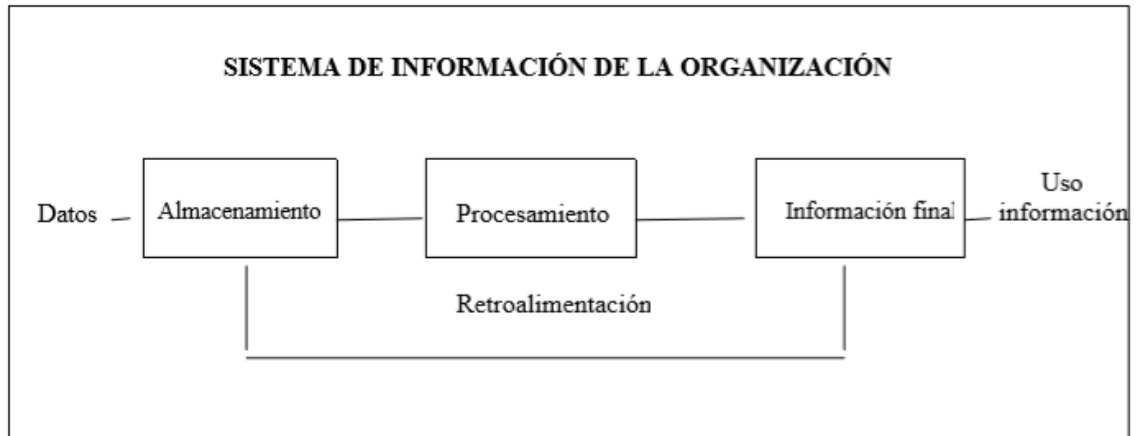 SISTEMA DE INFORMACIÓN DE LA ORGANIZACIÓN
Datos
Almacenamiento
Procesamiento
Información final
Uso
información
Retroalimentación